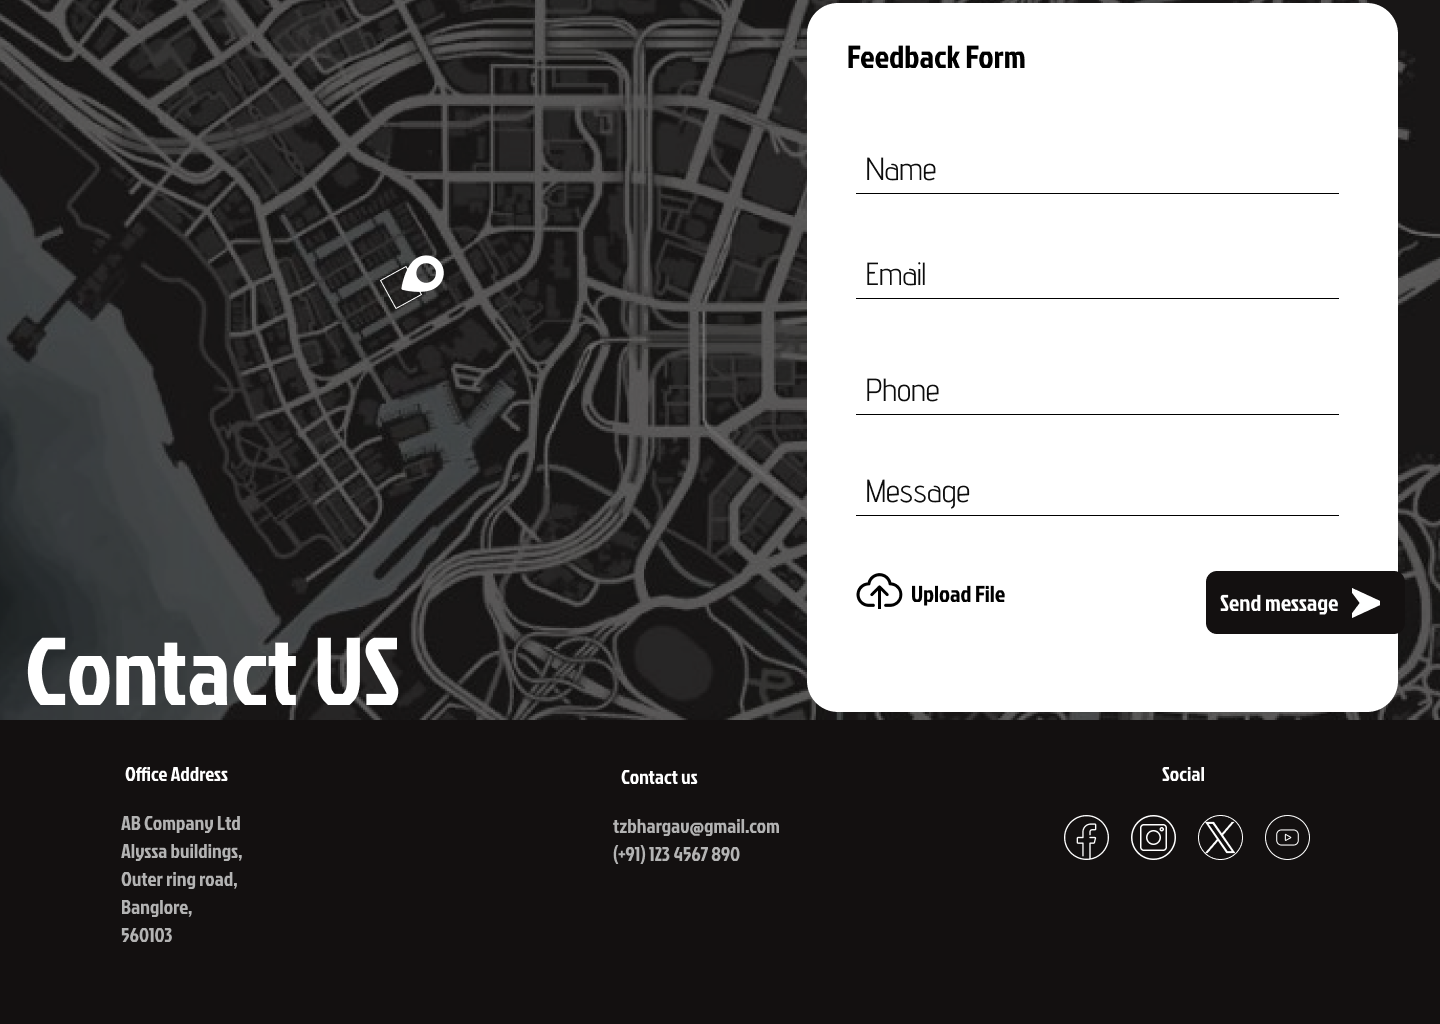 Feedback Form
Name
Email
Phone
Message
Upload File
Send message
Contact US
Office Address
AB Company Ltd
Alyssa buildings,
Outer ring road,
Banglore,
560103
Contact us
tzbhargav@gmail.com
(+91) 123 4567 890
Social